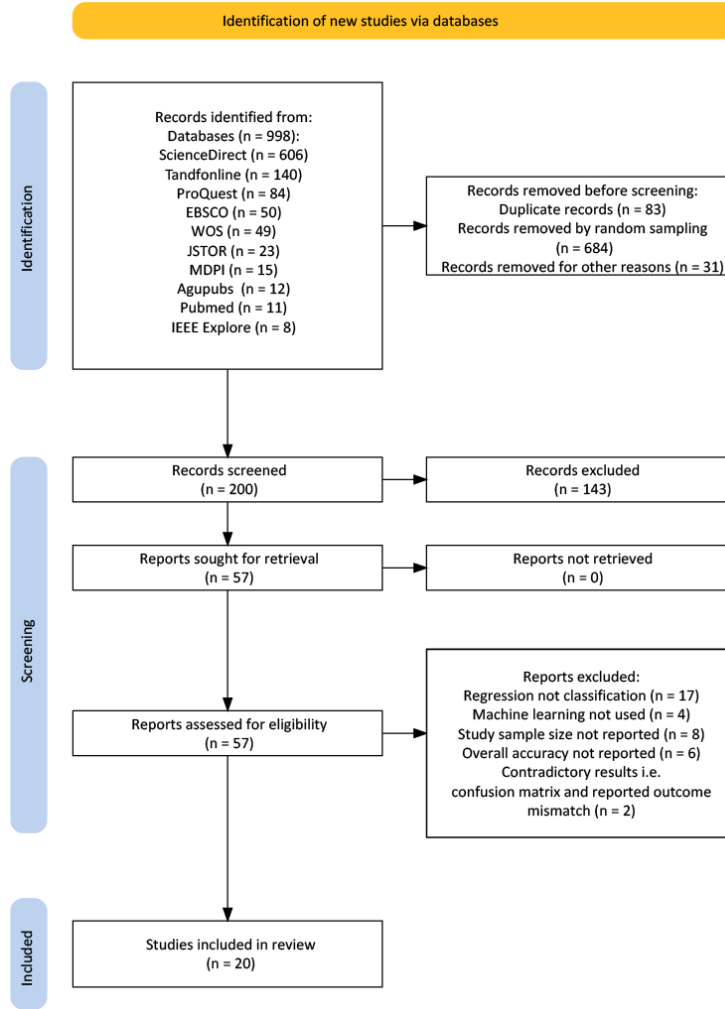 Identification of new studies via databases
Identification
Records identified from:
Databases (n = 998):
ScienceDirect (n = 606)
Tandfonline (n = 140)
ProQuest (n = 84)
EBSCO (n = 50)
WOS (n = 49)
JSTOR (n = 23)
MDPI (n = 15)
Agupubs (n = 12)
Pubmed (n = 11)
IEEE Explore (n = 8)
Records removed before screening:
Duplicate records (n = 83)
Records removed by random sampling
(n = 684)
Records removed for other reasons (n = 31)
Screening
Records screened
(n = 200)
Records excluded
(n = 143)
Reports sought for retrieval
(n = 57)
Reports not retrieved
(n = 0)
Reports assessed for eligibility
(n = 57)
Reports excluded:
Regression not classification (n = 17)
Machine learning not used (n = 4)
Study sample size not reported (n = 8)
Overall accuracy not reported (n = 6)
Contradictory results i.e.
confusion matrix and reported outcome
mismatch (n = 2)
Included
Studies included in review
(n = 20)